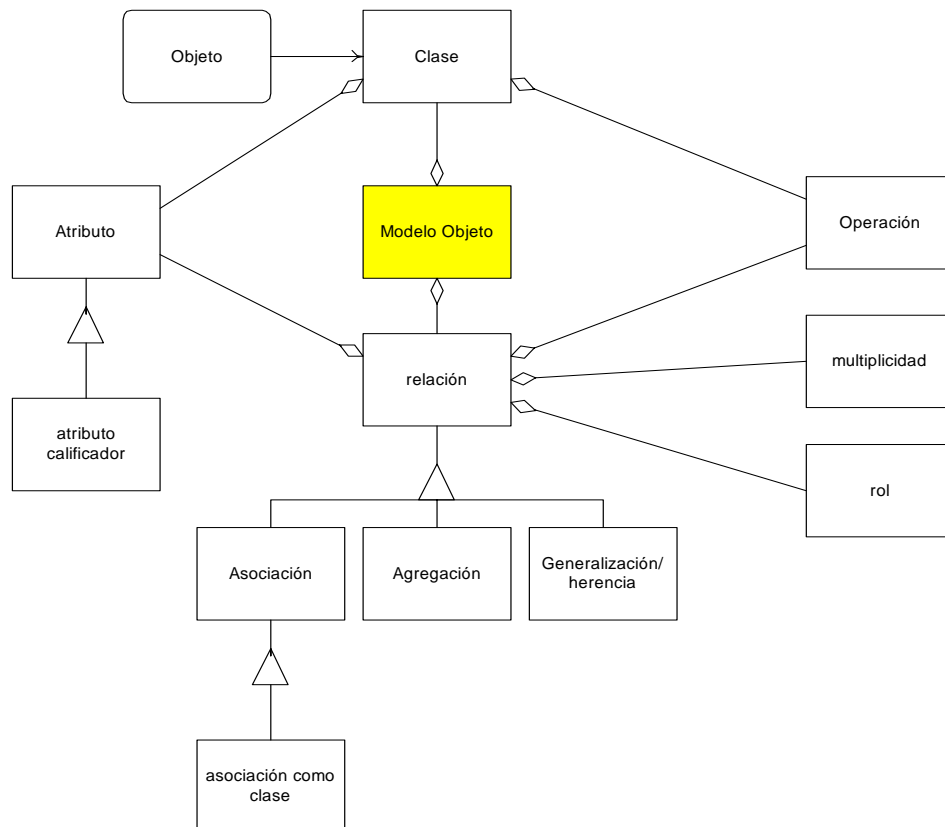 Objeto
Clase
Atributo
Modelo Objeto
Operación
relación
multiplicidad
atributo
calificador
rol
Asociación
Agregación
Generalización/
herencia
asociación como
clase